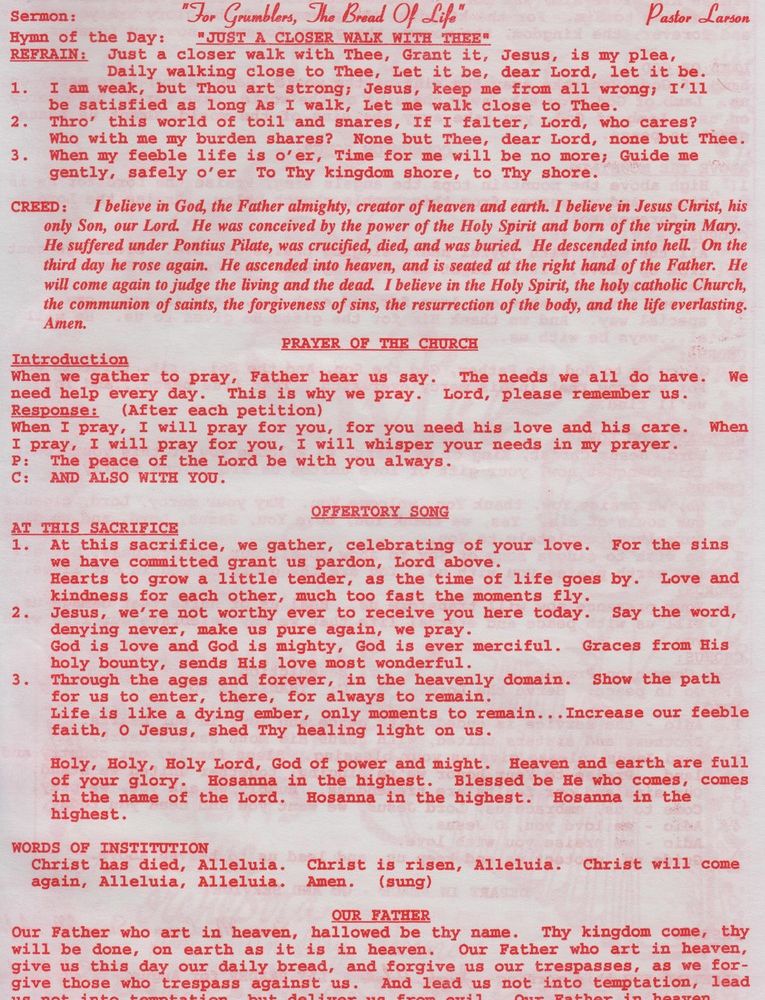 Sermon: "For Grumblers, The Bread Of Life" Pastor Larson
Hymn of the Day: "JUST A CLOSER WALK WITH THEE"
REFRAIN: Just a closer walk with Thee, Grant it, Jesus, is my plea,
Daily walking close to Thee, Let it be, dear Lord, let it be.
1. I am weak, but Thou art strong; Jesus, keep me from all wrong; I'll
be satisfied as long As I walk, Let me walk close to Thee.
2. Thro' this world of toil and snares, If I falter, Lord, who cares?
Who with me my burden shares? None but Thee, dear Lord, none but Thee.
3. When my feeble life is o'er, Time for me will be no more; Guide me
gently, safely o'er To Thy kingdom shore, to Thy shore.
CREED: I believe in God, the Father almighty, creator of heaven and earth. I believe in Jesus Christ, his
only Son, our Lord. He was conceived by the power of the Holy Spirit and born of the virgin Mary.
He suffered under Pontius Pilate, was crucified, died, and was buried. He descended into hell. On the
third day he rose again. He ascended into heaven, and is seated at the right hand of the Father. He
will come again to judge the living and the dead. I believe in the Holy Spirit, the holy catholic Church,
the communion of saints, the forgiveness of sins, the resurrection of the body, and the life everlasting.
Amen.
PRAYER OF THE CHURCH
Introduction
When we gather to pray, Father hear us say. The needs we all do have. We
need help every day. This is why we pray. Lord, please remember us.
Response: (After each petition)
When I pray, I will pray for you, for you need his love and his care. When
I pray, I will pray for you, I will whisper your needs in my prayer.
P: The peace of the Lord be with you always.
C: AND ALSO WITH YOU.
OFFERTORY SONG
AT THIS SACRIFICE
1. At this sacrifice, we gather, celebrating of your love. For the sins
we have committed grant us pardon, Lord above.
Hearts to grow a little tender, as the time of life goes by. Love and
kindness for each other, much too fast the moments fly.
2. Jesus, we're not worthy ever to receive you here today. Say the word,
denying never, make us pure again, we pray.
God is love and God is mighty, God is ever merciful. Graces from His
holy bounty, sends His love most wonderful.
3. Through the ages and forever, in the heavenly domain. Show the path
for us to enter, there, for always to remain.
Life is like a dying ember, only moments to remain...Increase our feeble
faith, O Jesus, shed Thy healing light on us.
Holy, Holy, Holy Lord, God of power and might. Heaven and earth are full
of your glory. Hosanna in the highest. Blessed be He who comes, comes
in the name of the Lord. Hosanna in the highest. Hosanna in the
highest.
WORDS OF INSTITUTION
Christ has died, Alleluia. Christ is risen, Alleluia. Christ will come
again, Alleluia, Alleluia. Amen. (sung)
OUR FATHER
Our Father who art in heaven, hallowed be thy name. Thy kingdom come, thy
will be done, on earth as it is in heaven. Our Father who art in heaven,
give us this day our daily bread, and forgive us our trespasses, as we for-
give those who trespass against us. And lead us not into temptation, lead
us not into temptation, but deliver us from evil. Our Father in heaven